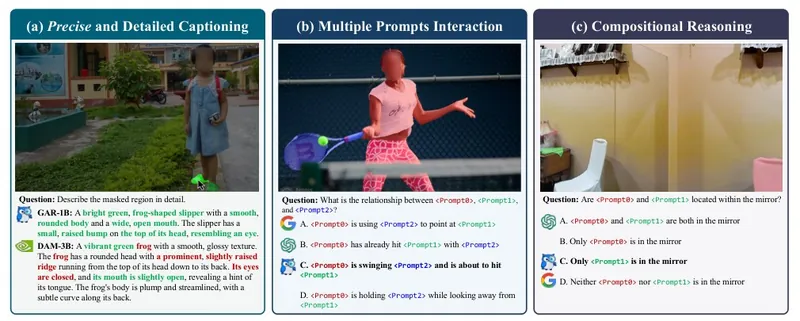 (a) Precise and Detailed Captioning
Question: Describe the masked region in detail.
GAR-1B: A bright green, frog-shaped slipper with a smooth,
rounded body and a wide, open mouth. The slipper has a
small, raised bump on the top of its head, resembling an eye.
DAM-3B: A vibrant green frog with a smooth, glossy texture.
The frog has a rounded head with a prominent, slightly raised
ridge running from the top of its head down to its back. Its eyes
are closed, and its mouth is slightly open, revealing a hint of
its tongue. The frog's body is plump and streamlined, with a
subtle curve along its back.
(b) Multiple Prompts Interaction
Question: What is the relationship between <Prompt0>, <Prompt1>,
and <Prompt2>?
A. <Prompt0> is using <Prompt2> to point at <Prompt1>
B. <Prompt0> has already hit <Prompt1> with <Prompt2>
C. <Prompt0> is swinging <Prompt2> and is about to hit
<Prompt1>
D. <Prompt0> is holding <Prompt2> while looking away from
<Prompt1>
(c) Compositional Reasoning
Question: Are <Prompt0> and <Prompt1> located within the mirror?
A. <Prompt0> and <Prompt1> are both in the mirror
B. Only <Prompt0> is in the mirror
C. Only <Prompt1> is in the mirror
D. Neither <Prompt0> nor <Prompt1> is in the mirror